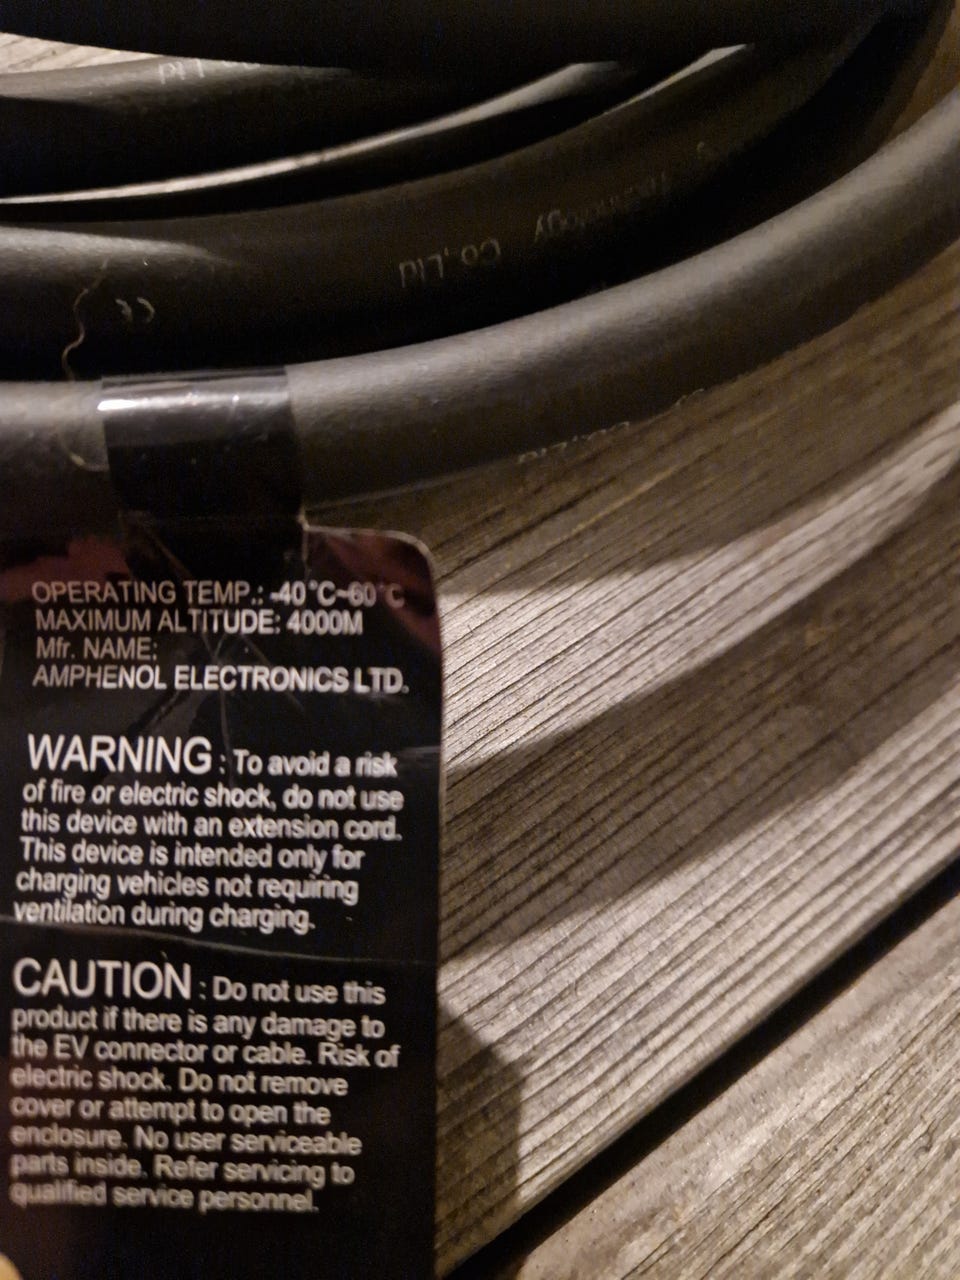 Co.,Ltd
CE
OPERATING TEMP.: -40°C~60°C
MAXIMUM ALTITUDE: 4000M
Mfr. NAME:
AMPHENOL ELECTRONICS LTD.
WARNING : To avoid a risk
of fire or electric shock, do not use
this device with an extension cord.
This device is intended only for
charging vehicles not requiring
ventilation during charging.
CAUTION : Do not use this
product if there is any damage to
the EV connector or cable. Risk of
electric shock. Do not remove
cover or attempt to open the
enclosure. No user serviceable
parts inside. Refer servicing to
qualified service personnel.